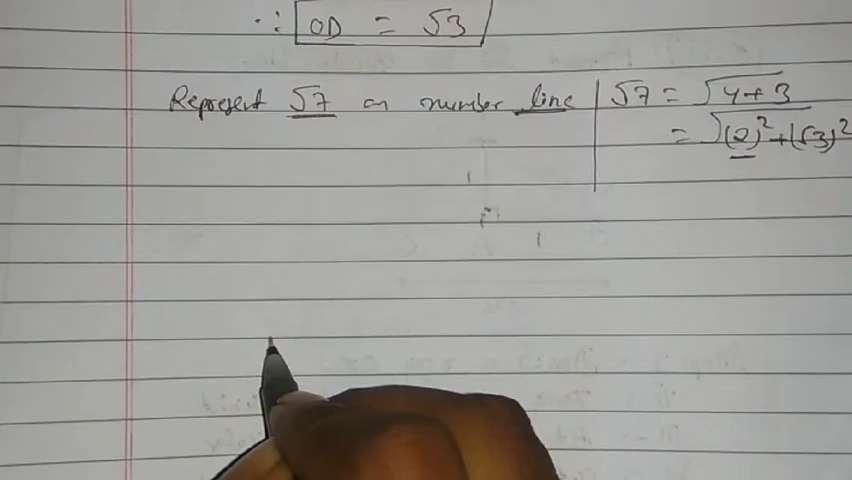 ∴ OD = √3
Represent √7 on number line
√7 = √4+3
= √(2)²+(√3)²